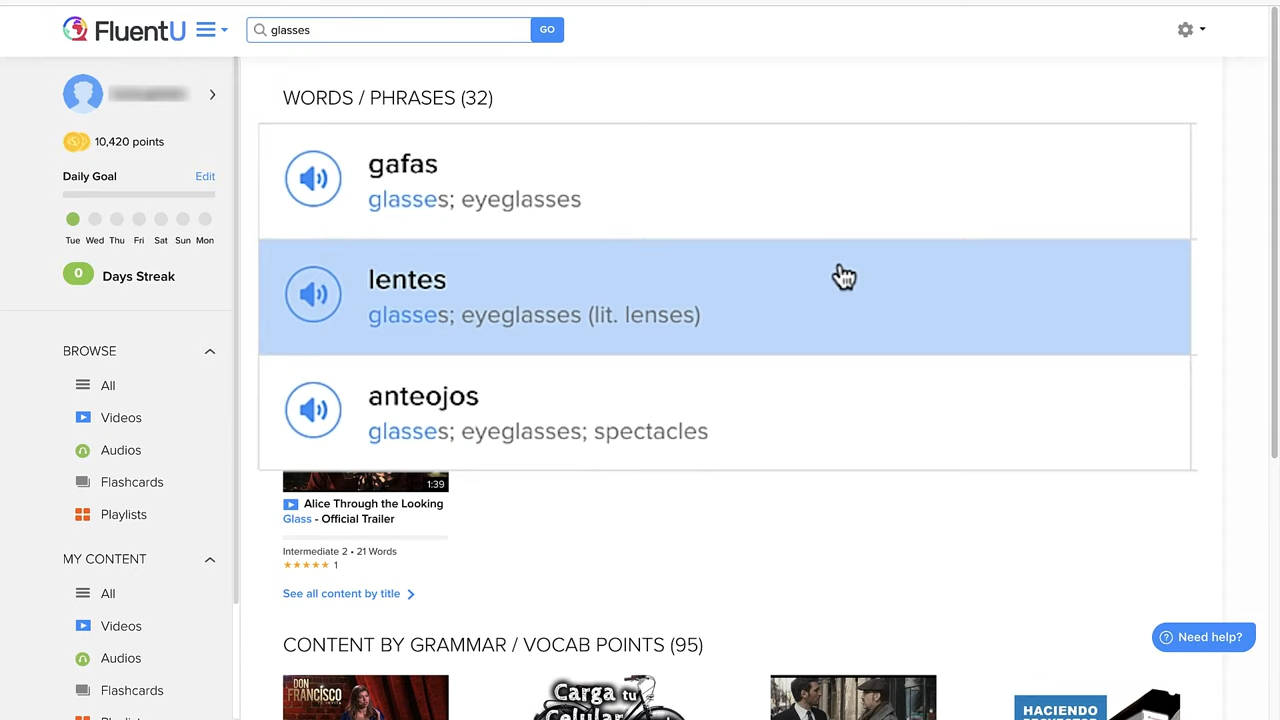 FluentU
glasses
GO
10,420 points
Daily Goal
Edit
Tue Wed Thu Fri Sat Sun Mon
0 Days Streak
BROWSE
All
Videos
Audios
Flashcards
Playlists
MY CONTENT
All
Videos
Audios
Flashcards
WORDS / PHRASES (32)
gafas
glasses; eyeglasses
lentes
glasses; eyeglasses (lit. lenses)
anteojos
glasses; eyeglasses; spectacles
1:39
Alice Through the Looking
Glass - Official Trailer
Intermediate 2 • 21 Words
★★★★★ 1
See all content by title
CONTENT BY GRAMMAR / VOCAB POINTS (95)
DON
FRANCISCO
Carga tu
Celular
HACIENDO
Need help?